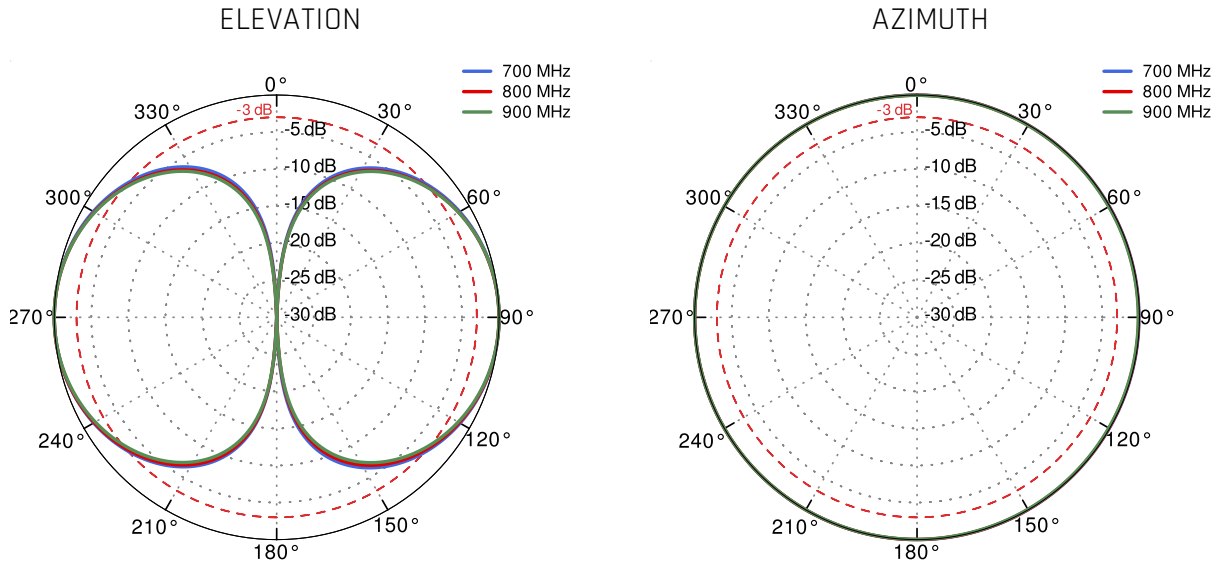 ELEVATION
700 MHz
800 MHz
900 MHz
0°
330°
-3 dB
30°
-5 dB
-10 dB
300°
60°
-15 dB
-20 dB
-25 dB
270°
-30 dB
90°
240°
120°
210°
150°
180°
AZIMUTH
700 MHz
800 MHz
900 MHz
0°
330°
-3 dB
30°
-5 dB
-10 dB
300°
60°
-15 dB
-20 dB
-25 dB
270°
-30 dB
90°
240°
120°
210°
150°
180°